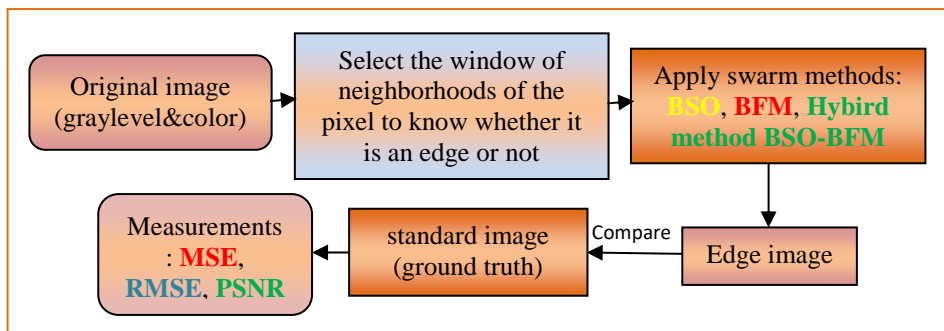 Original image
(graylevel&color)
Select the window of
neighborhoods of the
pixel to know whether it
is an edge or not
Apply swarm methods:
BSO, BFM, Hybird
method BSO-BFM
Edge image
Compare
standard image
(ground truth)
Measurements
: MSE,
RMSE, PSNR